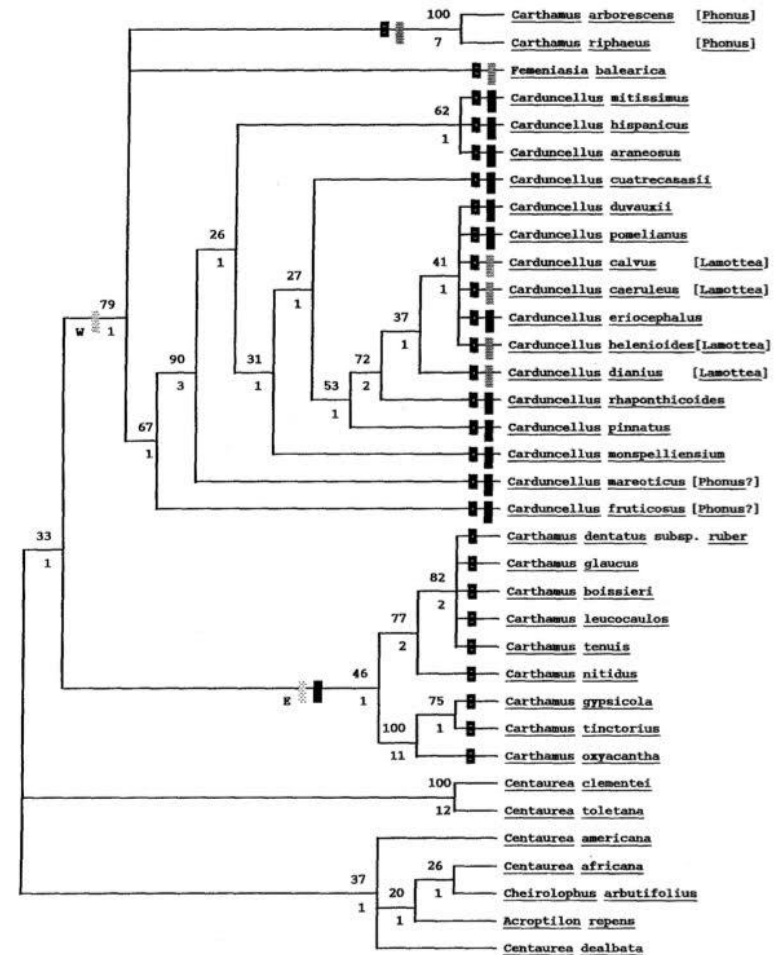 100
Carthamus arborescens [Phonus]
7
Carthamus riphaeus [Phonus]
Femeniasia balearica
Carduncellus mitissimus
62
Carduncellus hispanicus
1
Carduncellus araneosus
Carduncellus cuatrecasasii
Carduncellus duvauxii
26
Carduncellus pomelianus
1
41
Carduncellus calvus [Lamottea]
27
1
Carduncellus caeruleus [Lamottea]
1
79
37
Carduncellus eriocephalus
W
1
1
Carduncellus helenioides[Lamottea]
90
31
72
Carduncellus dianius [Lamottea]
3
1
53
2
Carduncellus rhaponthicoides
1
67
Carduncellus pinnatus
1
Carduncellus monspelliensium
Carduncellus mareoticus [Phonus?]
Carduncellus fruticosus [Phonus?]
33
Carthamus dentatus subsp. ruber
1
Carthamus glaucus
82
Carthamus boissieri
2
77
Carthamus leucocaulos
2
Carthamus tenuis
46
Carthamus nitidus
E
1
75
Carthamus gypsicola
100
1
Carthamus tinctorius
11
Carthamus oxyacantha
100
Centaurea clementei
12
Centaurea toletana
Centaurea americana
26
Centaurea africana
37
20
1
Cheirolophus arbutifolius
1
1
Acroptilon repens
Centaurea dealbata